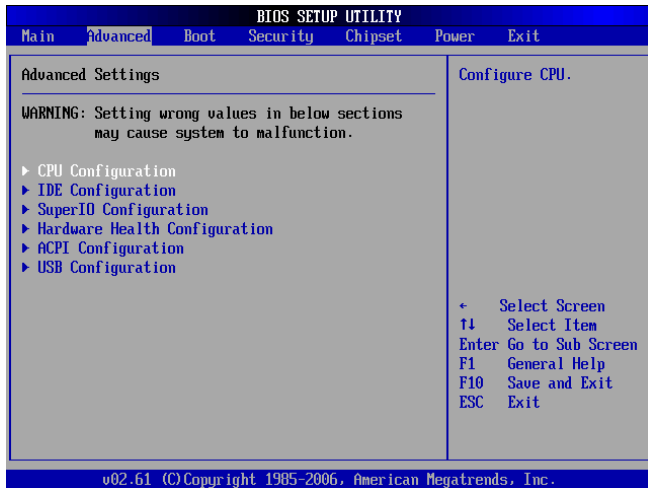 BIOS SETUP UTILITY
Main Advanced Boot Security Chipset Power Exit
Advanced Settings
WARNING: Setting wrong values in below sections
may cause system to malfunction.
▶ CPU Configuration
▶ IDE Configuration
▶ SuperIO Configuration
▶ Hardware Health Configuration
▶ ACPI Configuration
▶ USB Configuration
Configure CPU.
← Select Screen
↑↓ Select Item
Enter Go to Sub Screen
F1 General Help
F10 Save and Exit
ESC Exit
v02.61 (C)Copyright 1985-2006, American Megatrends, Inc.